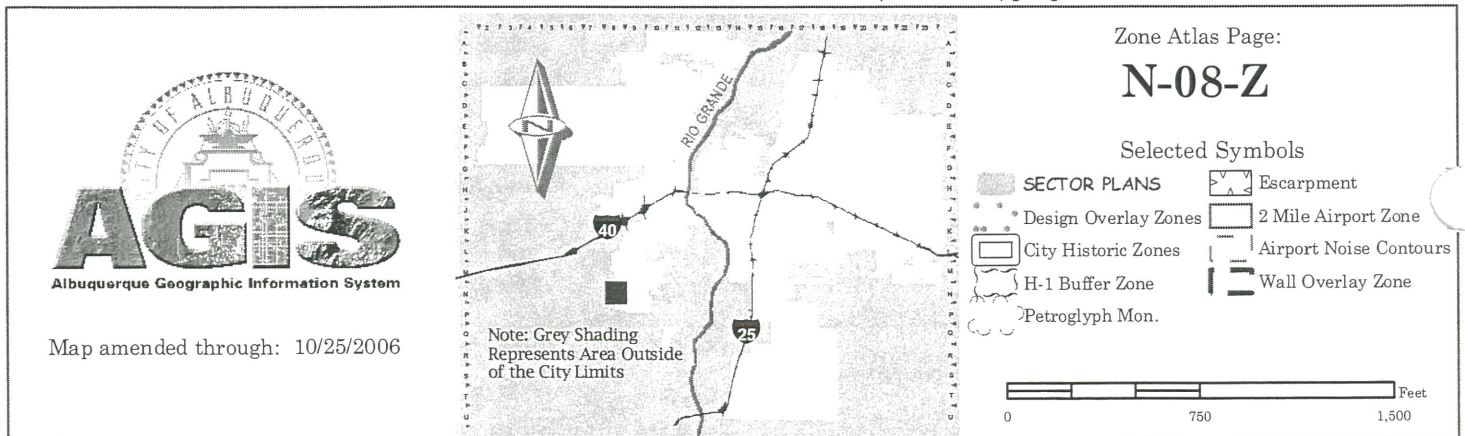 CITY OF ALBUQUERQUE
AGIS
Albuquerque Geographic Information System
Map amended through: 10/25/2006
RIO GRANDE
N
40
25
Note: Grey Shading
Represents Area Outside
of the City Limits
Zone Atlas Page:
N-08-Z
Selected Symbols
SECTOR PLANS
Escarpment
Design Overlay Zones
2 Mile Airport Zone
City Historic Zones
Airport Noise Contours
H-1 Buffer Zone
Wall Overlay Zone
Petroglyph Mon.
Feet
0 750 1,500